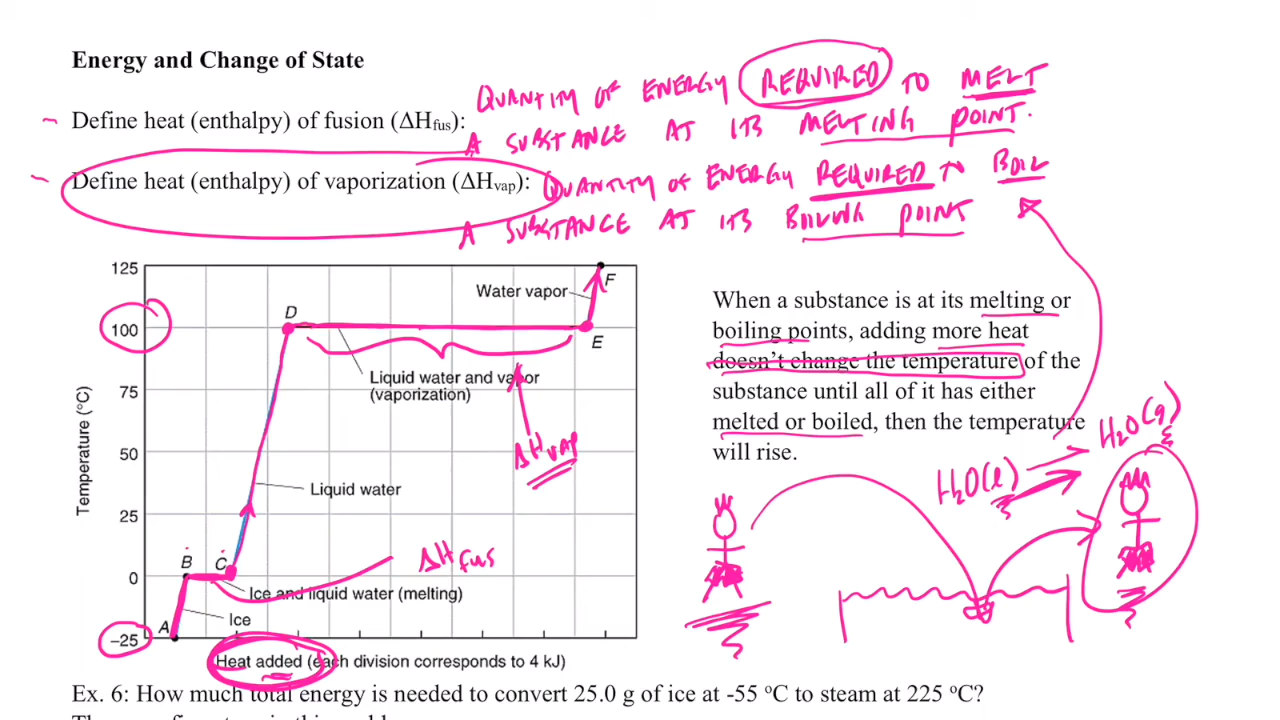 Energy and Change of State
QUANTITY OF ENERGY REQUIRED TO MELT
~ Define heat (enthalpy) of fusion (ΔHfus):
A SUBSTANCE AT ITS MELTING POINT.
~ Define heat (enthalpy) of vaporization (ΔHvap): QUANTITY OF ENERGY REQUIRED TO BOIL
A SUBSTANCE AT ITS BOILING POINT
125
100
75
50
25
0
-25
Temperature (°C)
A
B
C
D
E
F
Water vapor
Liquid water and vapor
(vaporization)
ΔHvap
Liquid water
ΔHfus
Ice and liquid water (melting)
Ice
Heat added (each division corresponds to 4 kJ)
When a substance is at its melting or
boiling points, adding more heat
doesn't change the temperature of the
substance until all of it has either
melted or boiled, then the temperature
will rise.
H2O(l)
H2O(g)
Ex. 6: How much total energy is needed to convert 25.0 g of ice at -55 °C to steam at 225 °C?